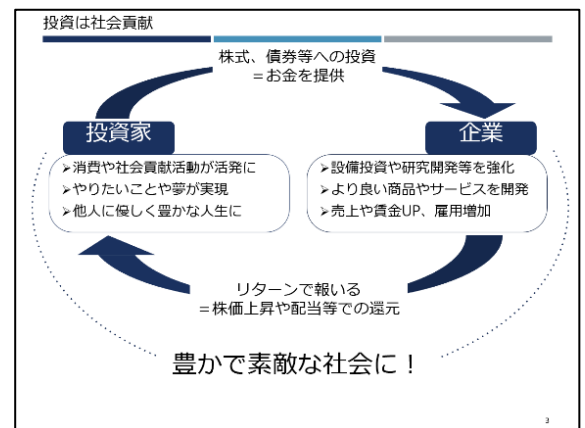 投資は社会貢献
株式、債券等への投資
＝お金を提供
投資家
➢消費や社会貢献活動が活発に
➢やりたいことや夢が実現
➢他人に優しく豊かな人生に
企業
➢設備投資や研究開発等を強化
➢より良い商品やサービスを開発
➢売上や賃金UP、雇用増加
リターンで報いる
＝株価上昇や配当等での還元
豊かで素敵な社会に！
3